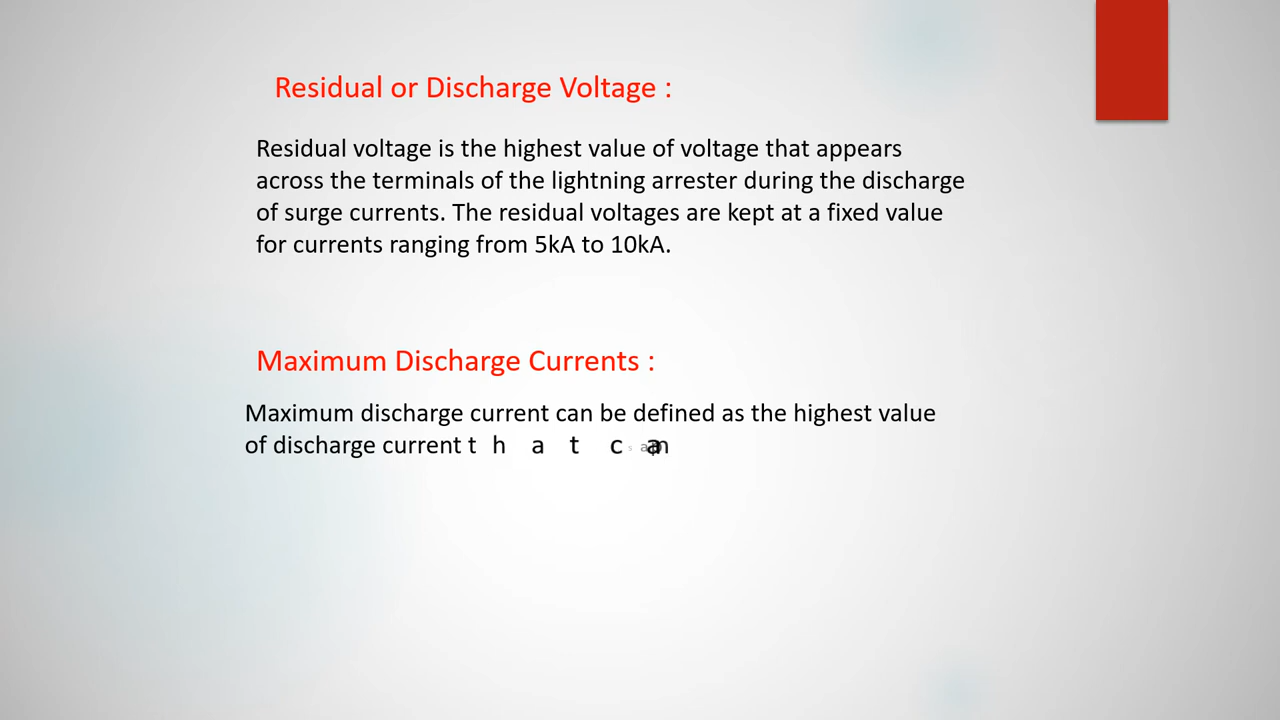 Residual or Discharge Voltage :
Residual voltage is the highest value of voltage that appears
across the terminals of the lightning arrester during the discharge
of surge currents. The residual voltages are kept at a fixed value
for currents ranging from 5kA to 10kA.
Maximum Discharge Currents :
Maximum discharge current can be defined as the highest value
of discharge current that